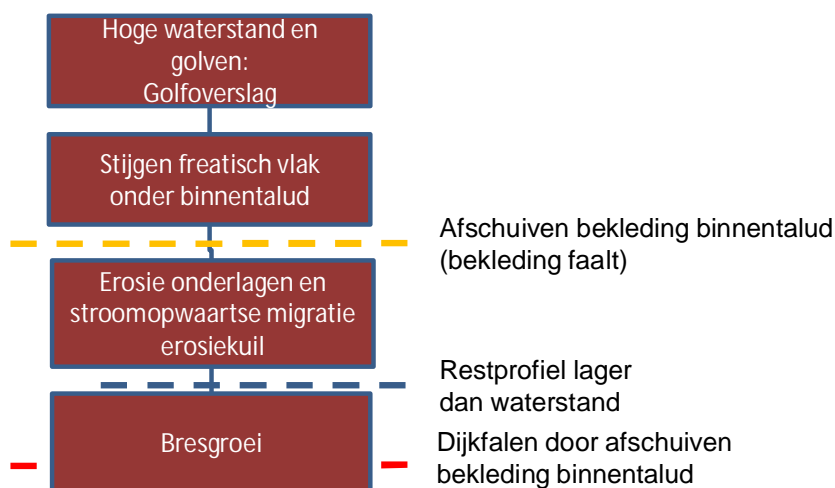 Hoge waterstand en
golven:
Golfoverslag
Stijgen freatisch vlak
onder binnentalud
Afschuiven bekleding binnentalud
(bekleding faalt)
Erosie onderlagen en
stroomopwaartse migratie
erosiekuil
Restprofiel lager
dan waterstand
Bresgroei
Dijkfalen door afschuiven
bekleding binnentalud